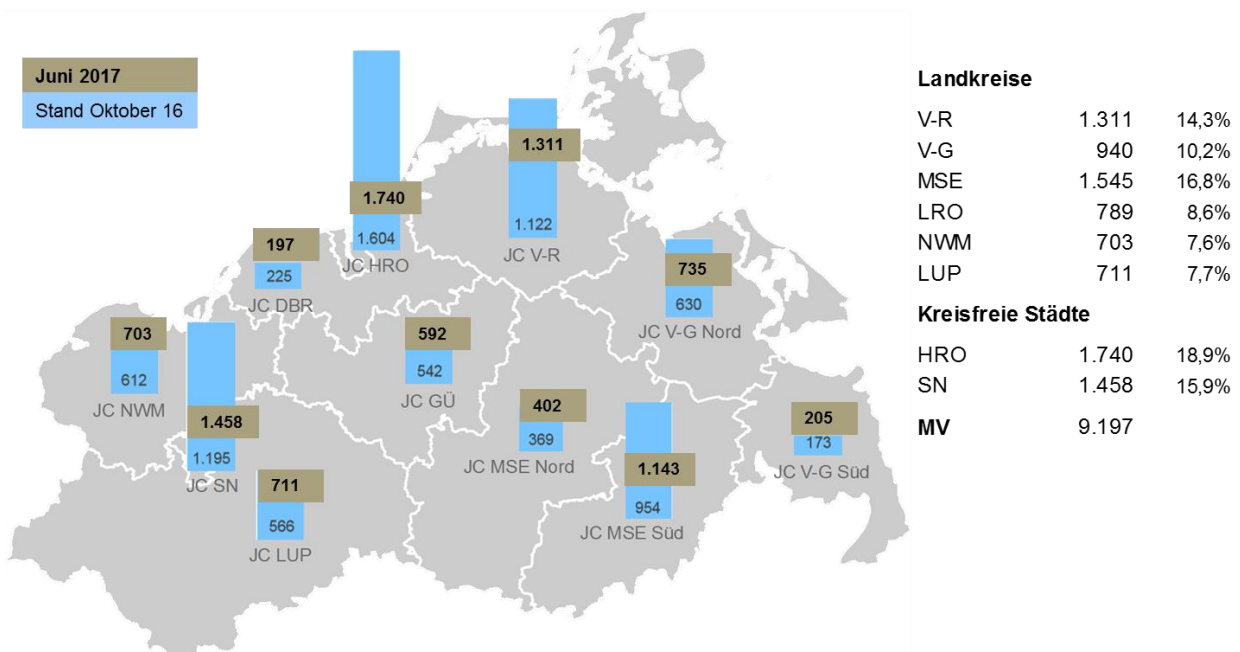 Juni 2017
Stand Oktober 16
1.740
1.604
JC HRO
1.311
1.122
JC V-R
197
225
JC DBR
735
630
JC V-G Nord
703
612
JC NWM
592
542
JC GÜ
1.458
1.195
JC SN
402
369
JC MSE Nord
1.143
954
JC MSE Süd
205
173
JC V-G Süd
711
566
JC LUP
Landkreise
V-R 1.311 14,3%
V-G 940 10,2%
MSE 1.545 16,8%
LRO 789 8,6%
NWM 703 7,6%
LUP 711 7,7%
Kreisfreie Städte
HRO 1.740 18,9%
SN 1.458 15,9%
MV 9.197